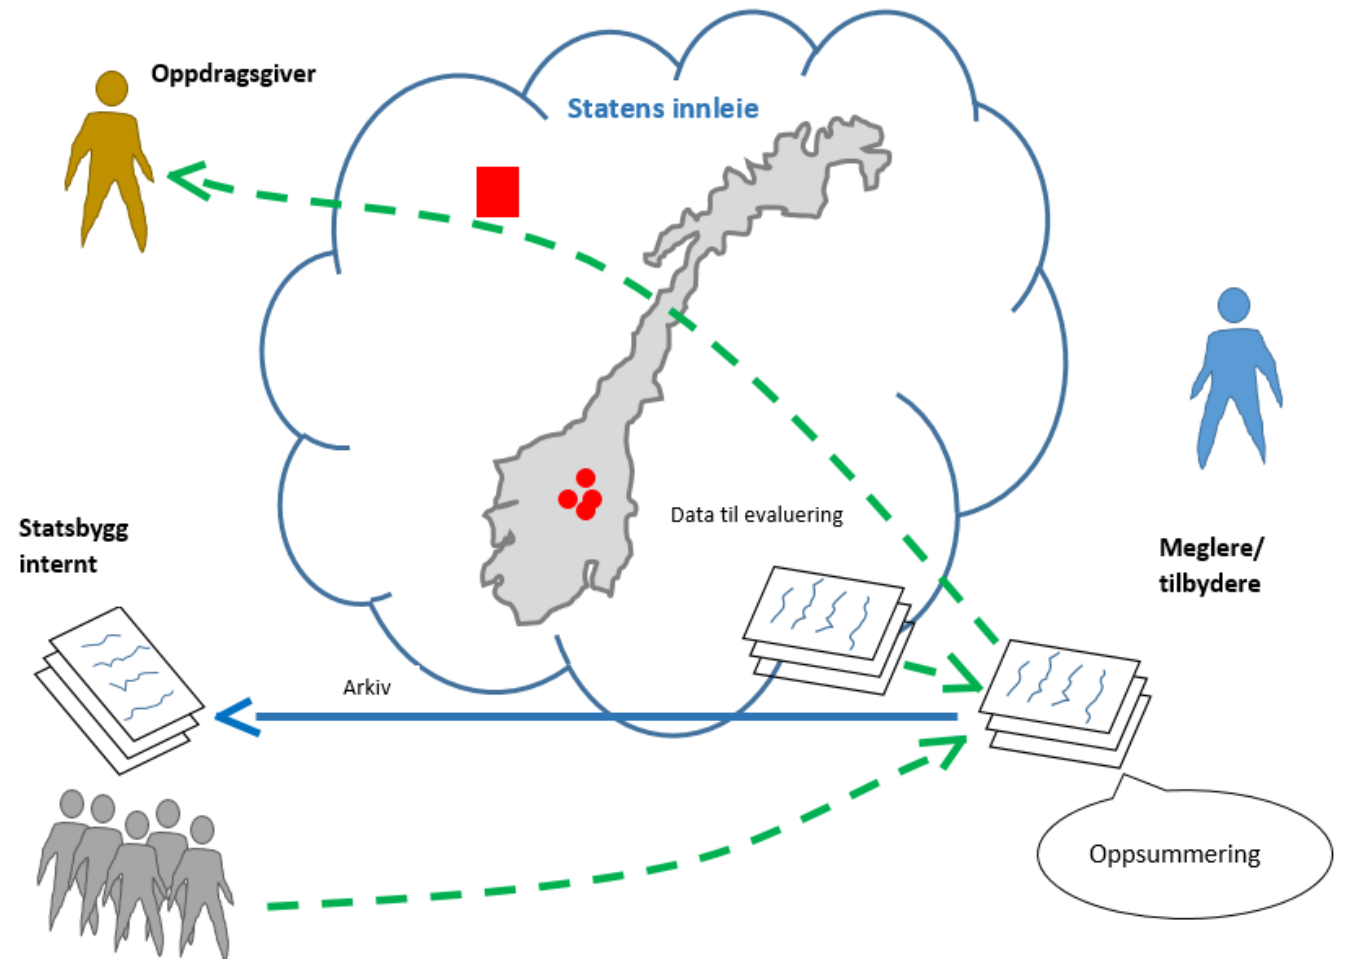 Oppdragsgiver
Statens innleie
Data til evaluering
Statsbygg
internt
Meglere/
tilbydere
Arkiv
Oppsummering